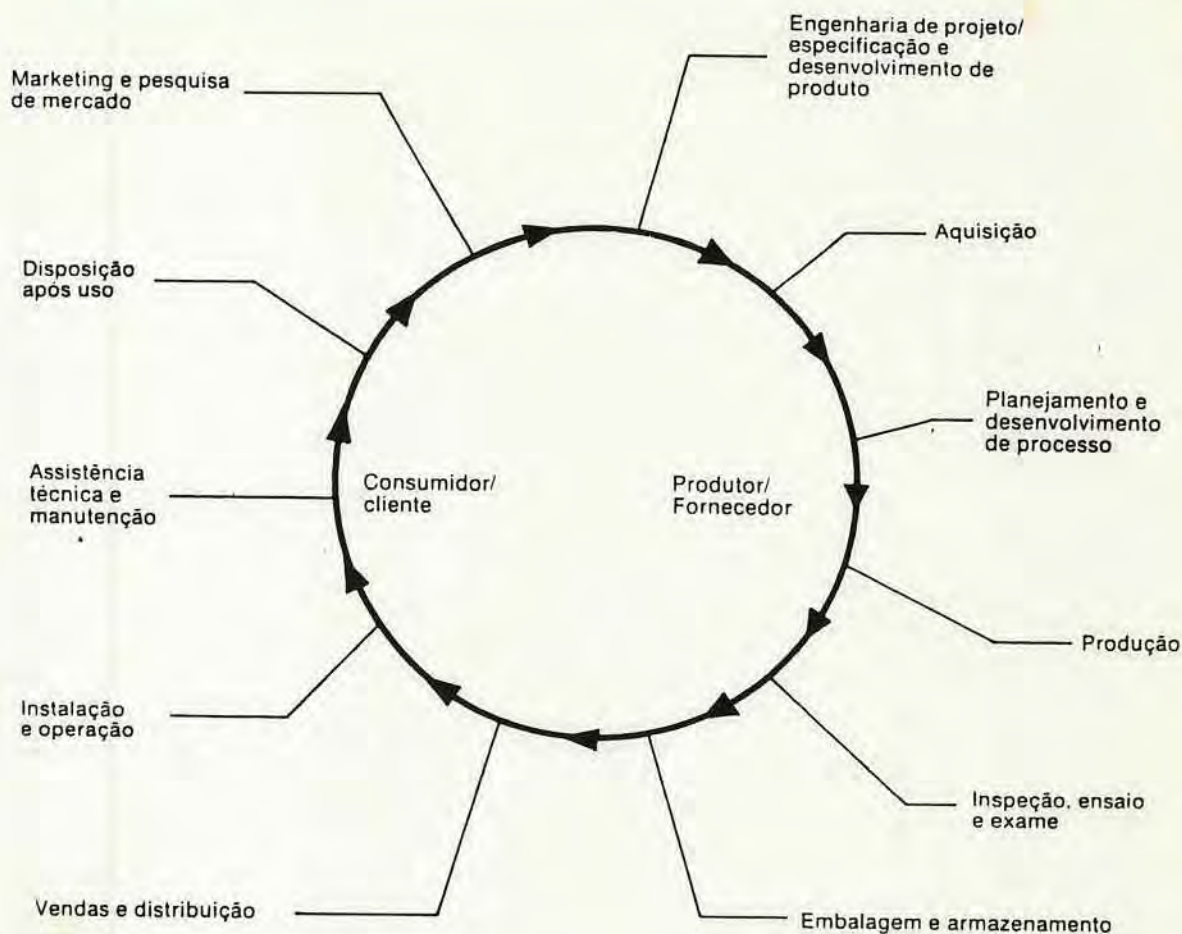 Engenharia de projeto/
especificação e
desenvolvimento de
produto
Marketing e pesquisa
de mercado
Aquisição
Disposição
após uso
Planejamento e
desenvolvimento
de processo
Assistência
técnica e
manutenção
Consumidor/
cliente
Produtor/
Fornecedor
Produção
Instalação
e operação
Inspeção, ensaio
e exame
Vendas e distribuição
Embalagem e armazenamento